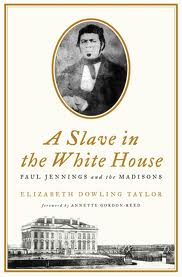 A Slave in
the White House
PAUL JENNINGS and the MADISONS
ELIZABETH DOWLING TAYLOR
foreword by ANNETTE GORDON-REED